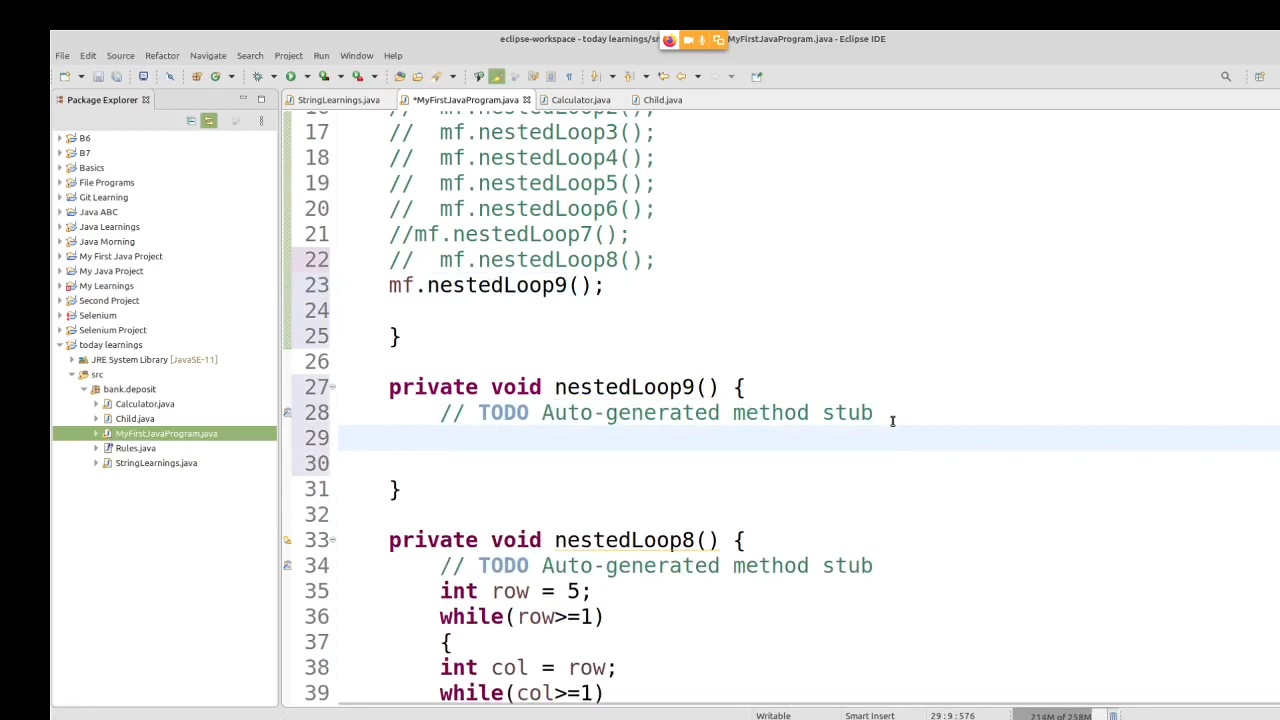 eclipse-workspace - today learnings/sr MyFirstJavaProgram.java - Eclipse IDE
File Edit Source Refactor Navigate Search Project Run Window Help
Package Explorer
StringLearnings.java *MyFirstJavaProgram.java Calculator.java Child.java
B6
B7
Basics
File Programs
Git Learning
Java ABC
Java Learnings
Java Morning
My First Java Project
My Java Project
My Learnings
Second Project
Selenium
Selenium Project
today learnings
JRE System Library [JavaSE-11]
src
bank.deposit
Calculator.java
Child.java
MyFirstJavaProgram.java
Rules.java
StringLearnings.java
16 // mf.nestedLoop2();
17 // mf.nestedLoop3();
18 // mf.nestedLoop4();
19 // mf.nestedLoop5();
20 // mf.nestedLoop6();
21 //mf.nestedLoop7();
22 // mf.nestedLoop8();
23 mf.nestedLoop9();
24
25 }
26
27 private void nestedLoop9() {
28 // TODO Auto-generated method stub
29
30
31 }
32
33 private void nestedLoop8() {
34 // TODO Auto-generated method stub
35 int row = 5;
36 while(row>=1)
37 {
38 int col = row;
39 while(col>=1)
Writable Smart Insert 29:9:576 214M of 258M